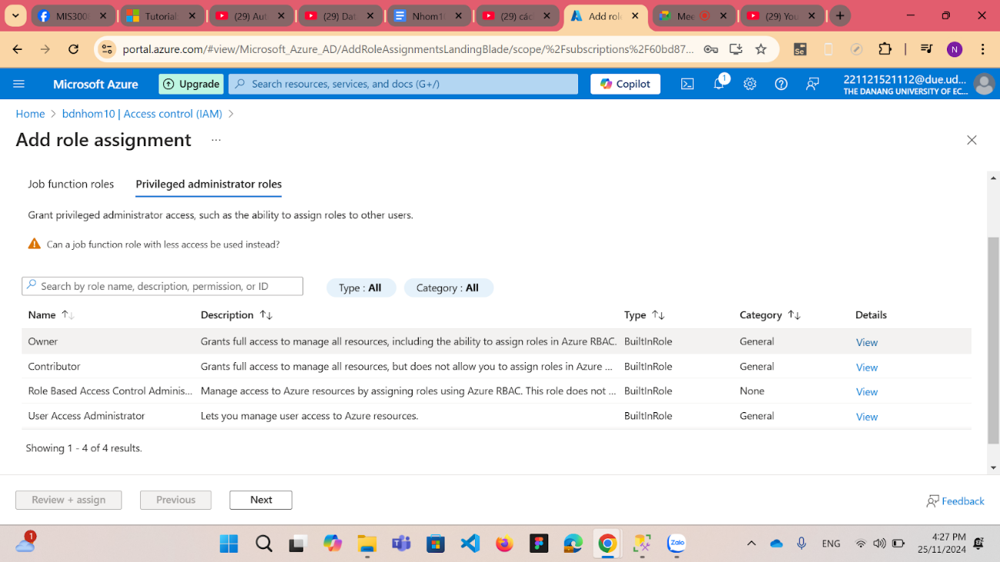 MIS300
Tutorial:
(29) Aut
(29) Dat
Nhom10
(29) các
Add role
Mee
(29) You
portal.azure.com/#view/Microsoft_Azure_AD/AddRoleAssignmentsLandingBlade/scope/%2Fsubscriptions%2F60bd87...
Se
N
Microsoft Azure
Upgrade
Search resources, services, and docs (G+/)
Copilot
1
221121521112@due.ud...
THE DANANG UNIVERSITY OF EC...
Home > bdnhom10 | Access control (IAM) >
Add role assignment ...
Job function roles Privileged administrator roles
Grant privileged administrator access, such as the ability to assign roles to other users.
Can a job function role with less access be used instead?
Search by role name, description, permission, or ID
Type : All
Category : All
Name ↑↓ Description ↑↓ Type ↑↓ Category ↑↓ Details
Owner Grants full access to manage all resources, including the ability to assign roles in Azure RBAC. BuiltInRole General View
Contributor Grants full access to manage all resources, but does not allow you to assign roles in Azure ... BuiltInRole General View
Role Based Access Control Adminis... Manage access to Azure resources by assigning roles using Azure RBAC. This role does not ... BuiltInRole None View
User Access Administrator Lets you manage user access to Azure resources. BuiltInRole General View
Showing 1 - 4 of 4 results.
Review + assign Previous Next
Feedback
1
Zalo
ENG
4:27 PM
25/11/2024